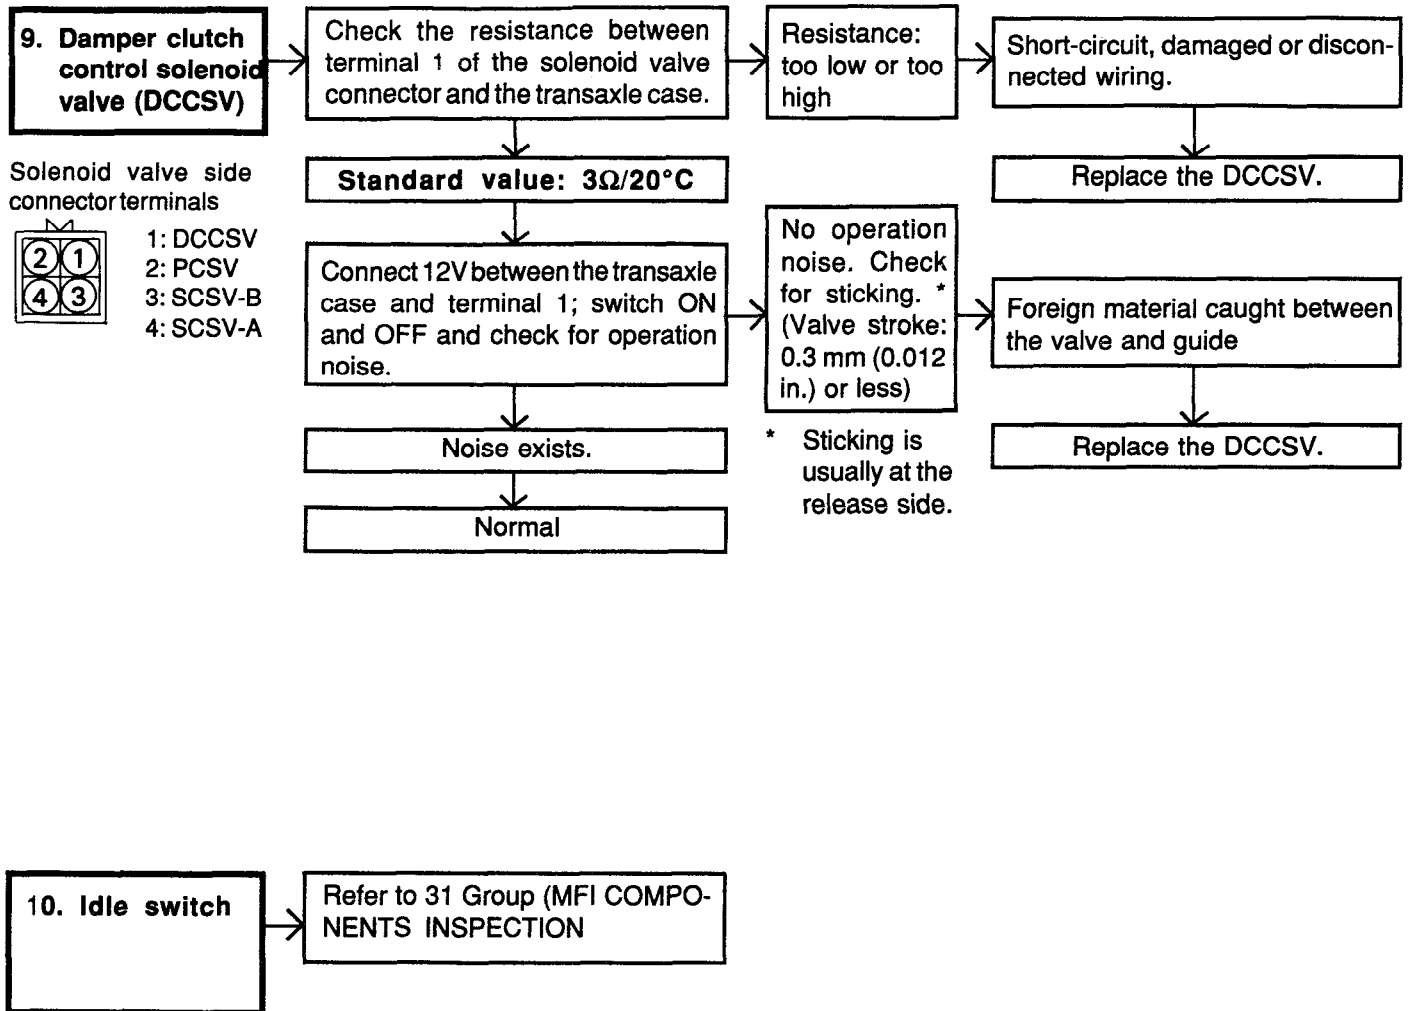 9. Damper clutch
control solenoid
valve (DCCSV)
Check the resistance between
terminal 1 of the solenoid valve
connector and the transaxle case.
Resistance:
too low or too
high
Short-circuit, damaged or discon-
nected wiring.
Replace the DCCSV.
Solenoid valve side
connector terminals
2 1
4 3
1: DCCSV
2: PCSV
3: SCSV-B
4: SCSV-A
Standard value: 3Ω/20°C
Connect 12V between the transaxle
case and terminal 1; switch ON
and OFF and check for operation
noise.
No operation
noise. Check
for sticking. *
(Valve stroke:
0.3 mm (0.012
in.) or less)
Foreign material caught between
the valve and guide
Replace the DCCSV.
* Sticking is
usually at the
release side.
Noise exists.
Normal
10. Idle switch
Refer to 31 Group (MFI COMPO-
NENTS INSPECTION